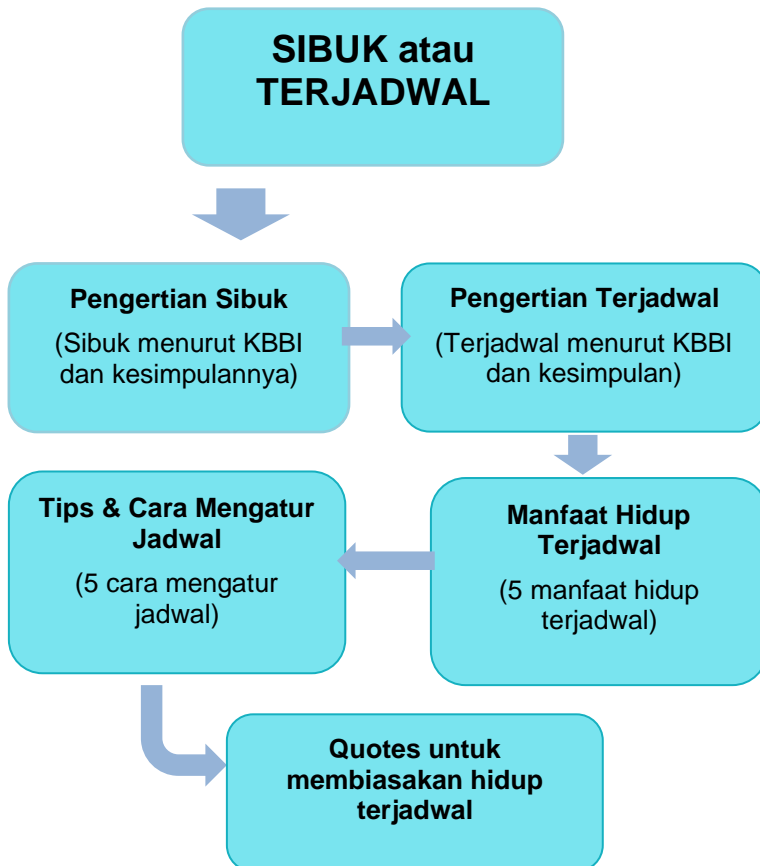 SIBUK atau
TERJADWAL
Pengertian Sibuk
(Sibuk menurut KBBI
dan kesimpulannya)
Pengertian Terjadwal
(Terjadwal menurut KBBI
dan kesimpulan)
Manfaat Hidup
Terjadwal
(5 manfaat hidup
terjadwal)
Tips & Cara Mengatur
Jadwal
(5 cara mengatur
jadwal)
Quotes untuk
membiasakan hidup
terjadwal